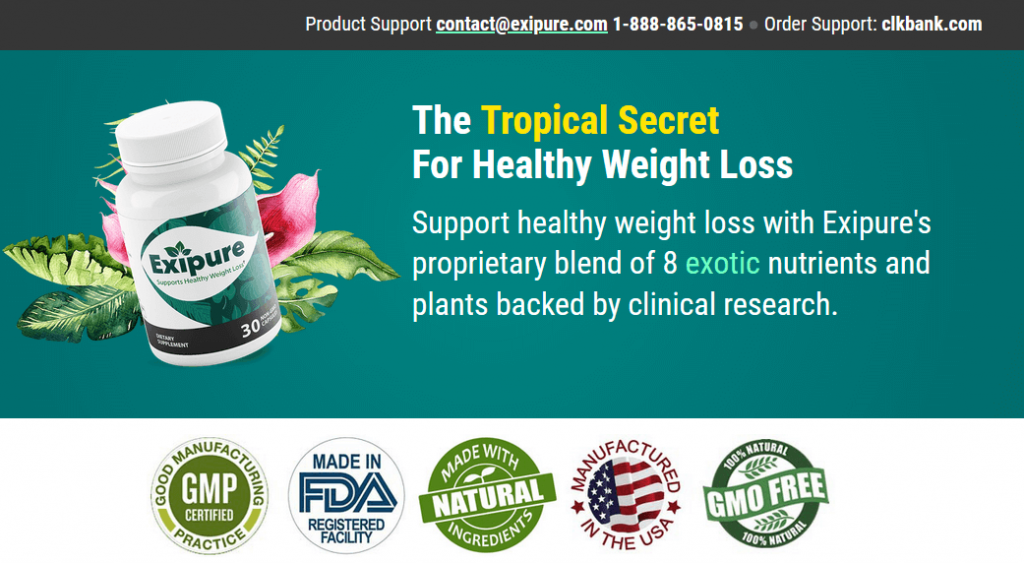 Product Support contact@exipure.com 1-888-865-0815 • Order Support: clkbank.com
The Tropical Secret
For Healthy Weight Loss
Support healthy weight loss with Exipure's
proprietary blend of 8 exotic nutrients and
plants backed by clinical research.
Exipure
Supports Healthy Weight Loss*
DIETARY
SUPPLEMENT
30
CAPSULES
GOOD MANUFACTURING
GMP
CERTIFIED
PRACTICE
MADE IN
FDA
REGISTERED
FACILITY
MADE WITH
NATURAL
INGREDIENTS
MANUFACTURED
IN THE USA
100% NATURAL
GMO FREE
100% NATURAL